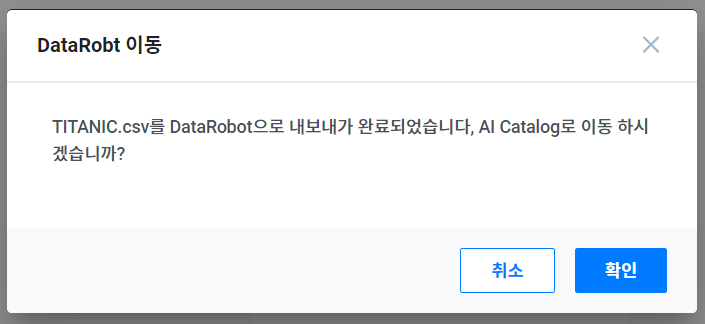 DataRobt 이동
TITANIC.csv를 DataRobot으로 내보내가 완료되었습니다, AI Catalog로 이동 하시
겠습니까?
취소
확인